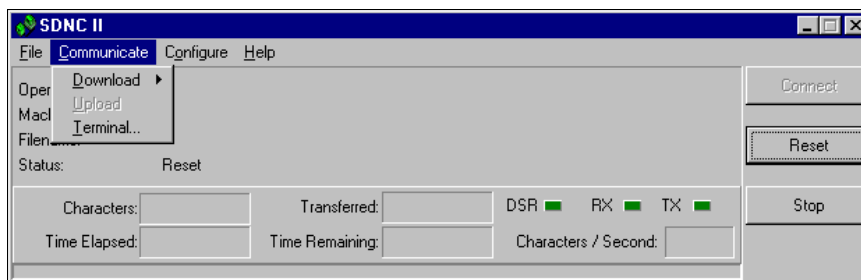 SDNC II
File Communicate Configure Help
Download
Upload
Terminal...
Status: Reset
Connect
Reset
Stop
Characters: Transferred: DSR RX TX
Time Elapsed: Time Remaining: Characters / Second: